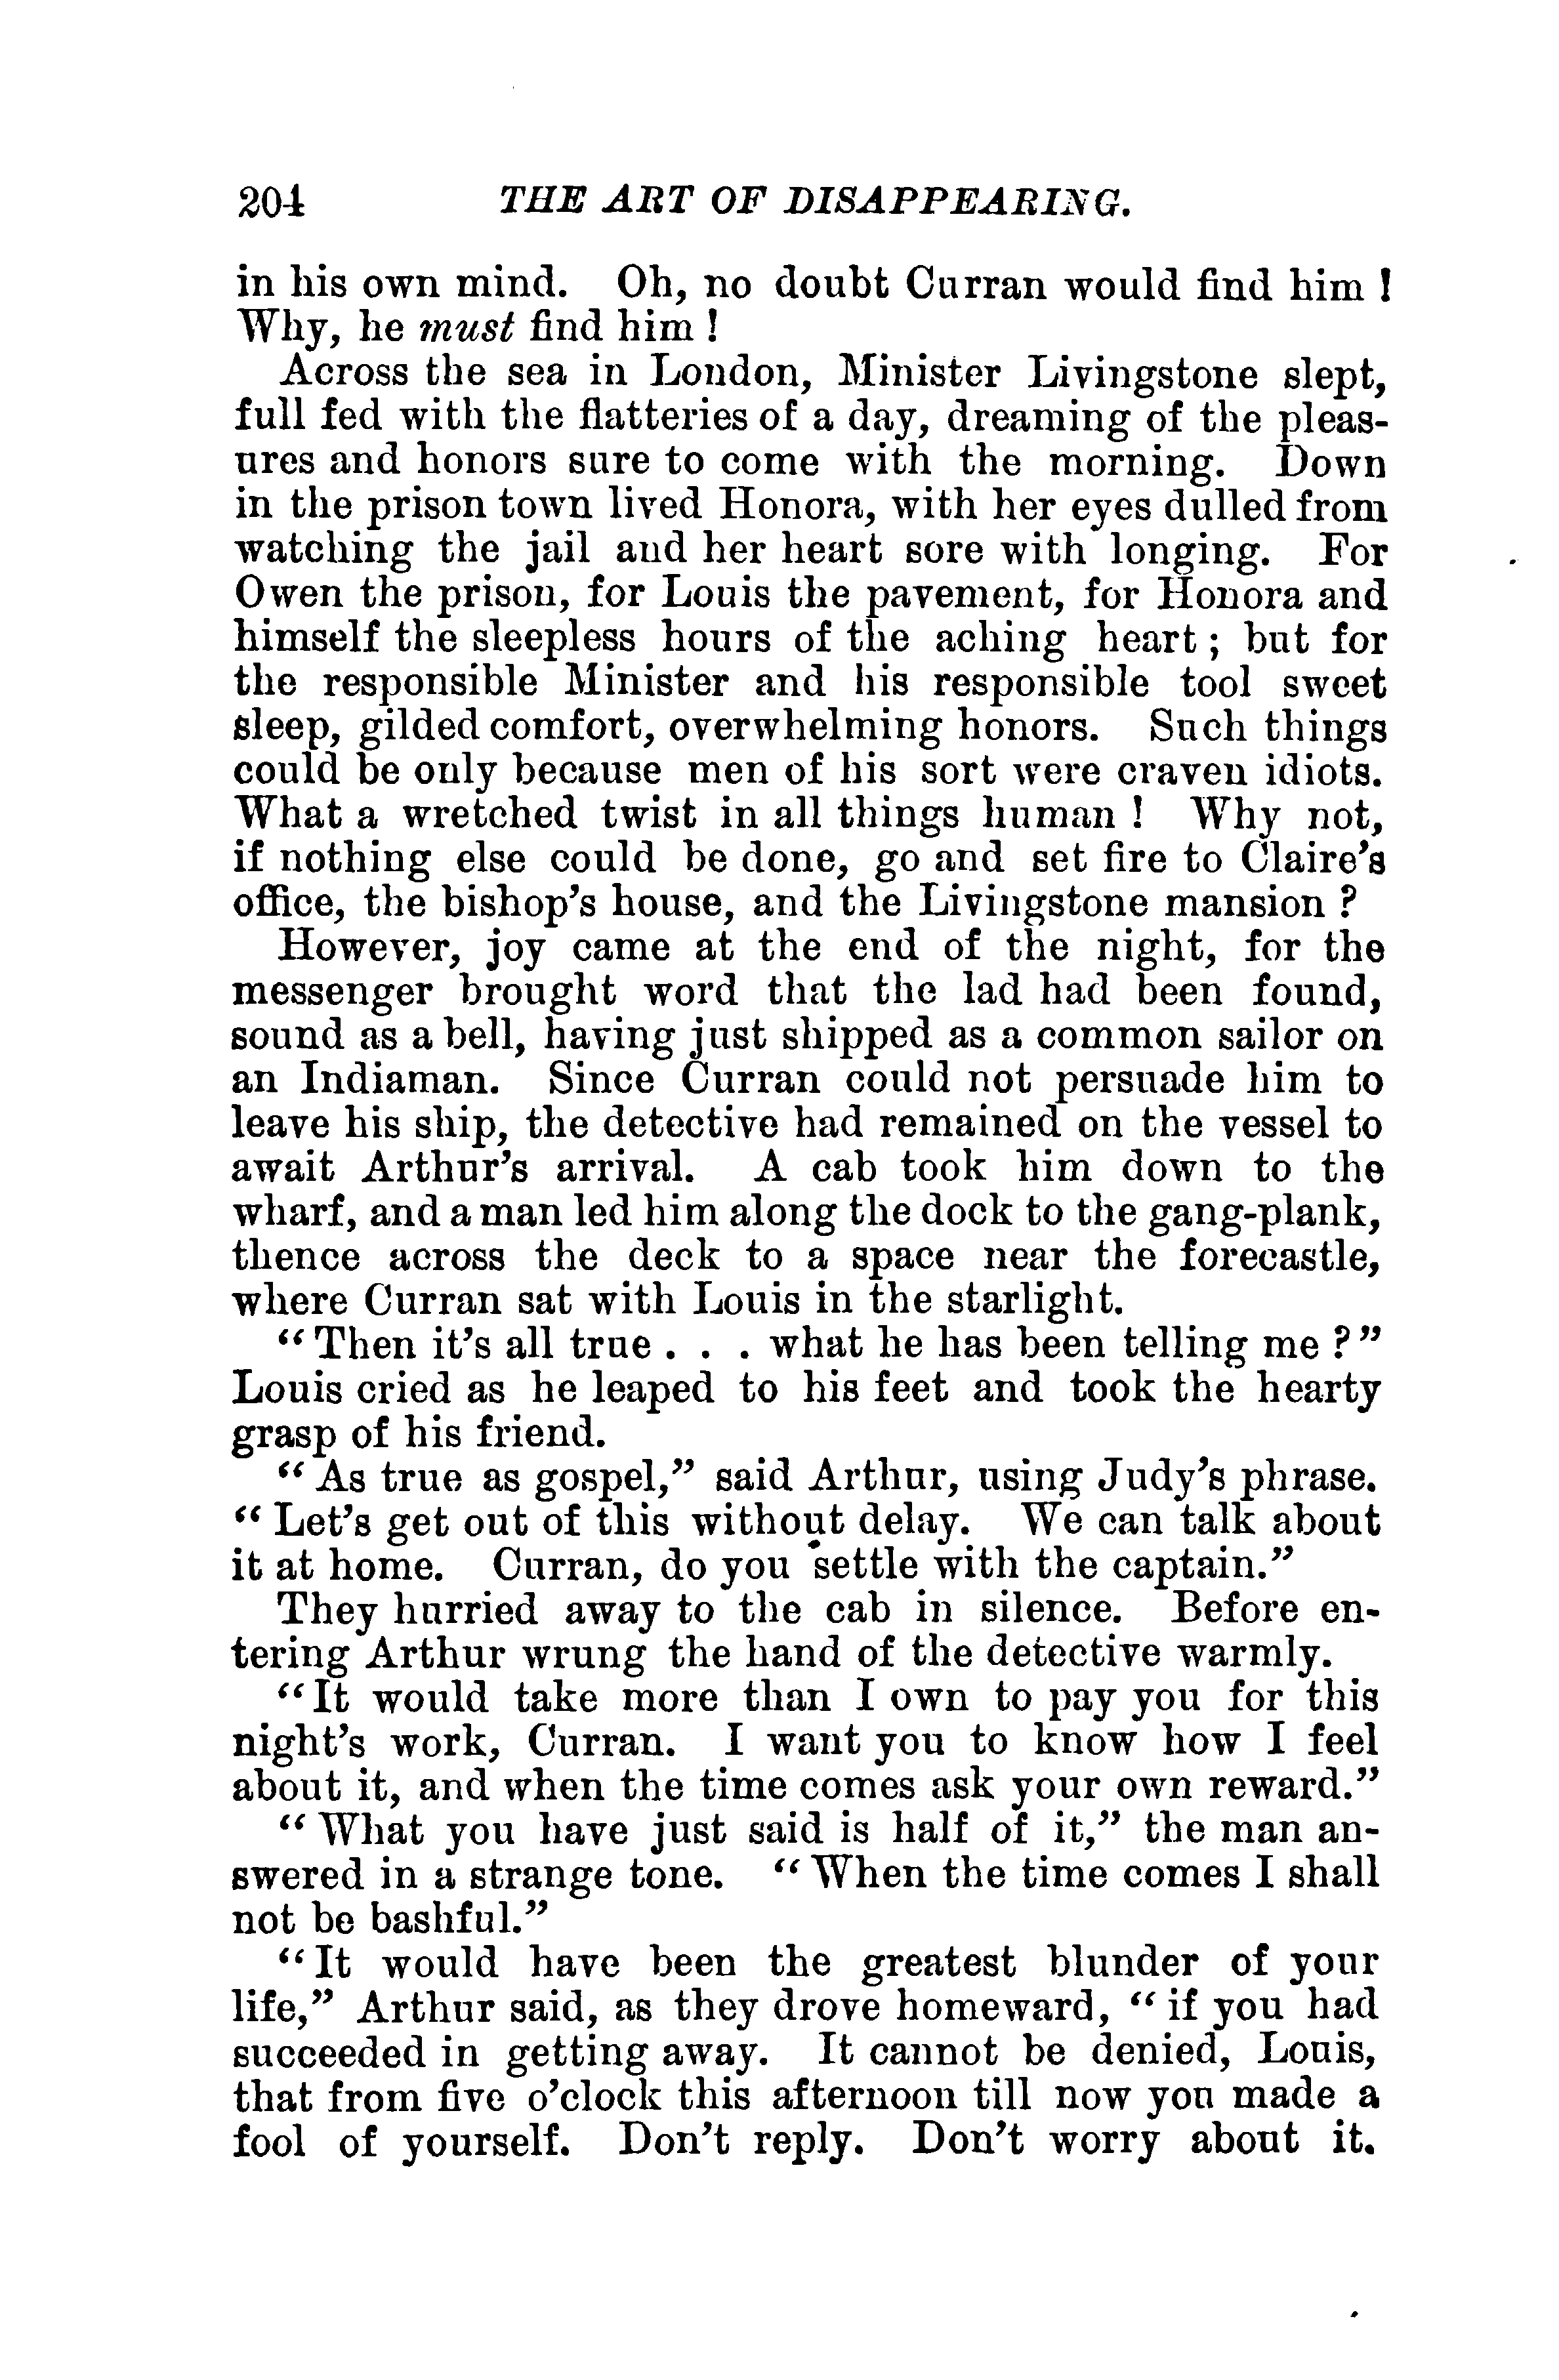 204 THE ART OF DISAPPEARING.
in his own mind. Oh, no doubt Curran would find him !
Why, he must find him !
Across the sea in London, Minister Livingstone slept,
full fed with the flatteries of a day, dreaming of the pleas-
ures and honors sure to come with the morning. Down
in the prison town lived Honora, with her eyes dulled from
watching the jail and her heart sore with longing. For
Owen the prison, for Louis the pavement, for Honora and
himself the sleepless hours of the aching heart ; but for
the responsible Minister and his responsible tool sweet
sleep, gilded comfort, overwhelming honors. Such things
could be only because men of his sort were craven idiots.
What a wretched twist in all things human ! Why not,
if nothing else could be done, go and set fire to Claire's
office, the bishop's house, and the Livingstone mansion ?
However, joy came at the end of the night, for the
messenger brought word that the lad had been found,
sound as a bell, having just shipped as a common sailor on
an Indiaman. Since Curran could not persuade him to
leave his ship, the detective had remained on the vessel to
await Arthur's arrival. A cab took him down to the
wharf, and a man led him along the dock to the gang-plank,
thence across the deck to a space near the forecastle,
where Curran sat with Louis in the starlight.
“ Then it's all true . . . what he has been telling me ? ”
Louis cried as he leaped to his feet and took the hearty
grasp of his friend.
“ As true as gospel,” said Arthur, using Judy's phrase.
“ Let's get out of this without delay. We can talk about
it at home. Curran, do you settle with the captain.”
They hurried away to the cab in silence. Before en-
tering Arthur wrung the hand of the detective warmly.
“ It would take more than I own to pay you for this
night's work, Curran. I want you to know how I feel
about it, and when the time comes ask your own reward.”
“ What you have just said is half of it,” the man an-
swered in a strange tone. “ When the time comes I shall
not be bashful.”
“ It would have been the greatest blunder of your
life,” Arthur said, as they drove homeward, “ if you had
succeeded in getting away. It cannot be denied, Louis,
that from five o'clock this afternoon till now you made a
fool of yourself. Don't reply. Don't worry about it.